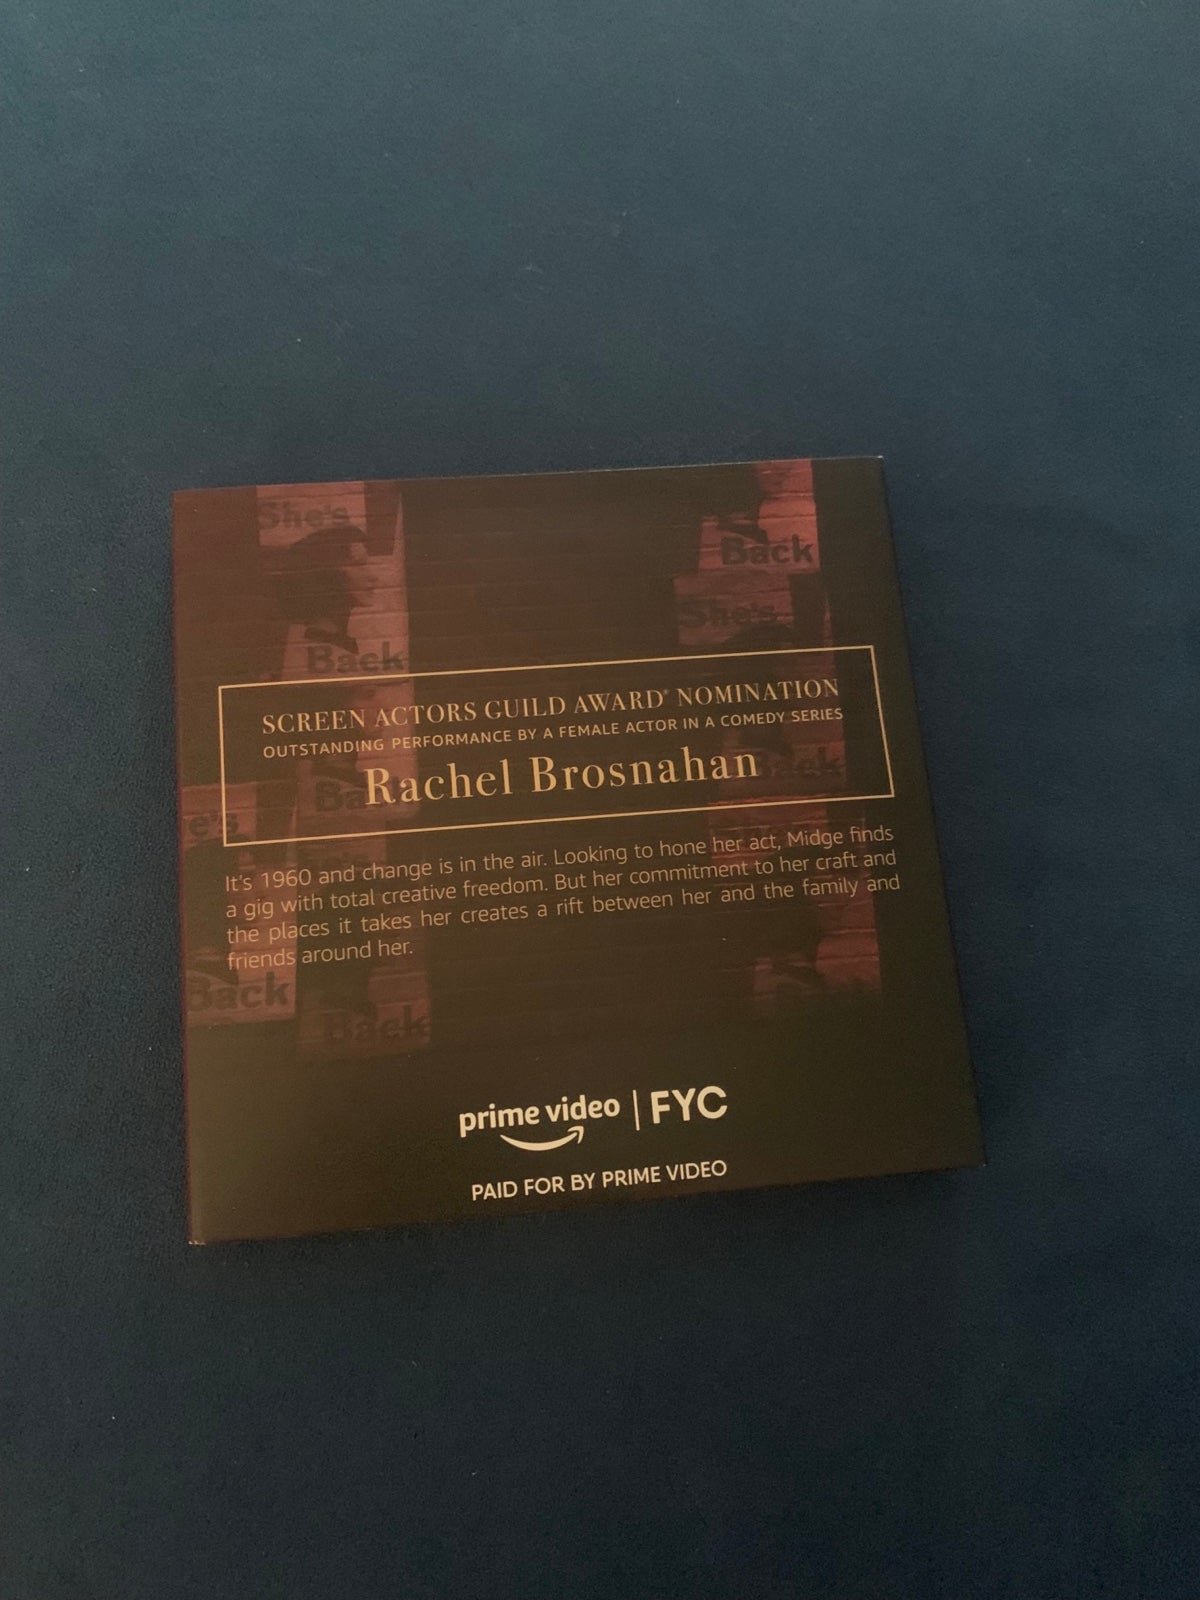 She's
Back
She's
Back
SCREEN ACTORS GUILD AWARD® NOMINATION
OUTSTANDING PERFORMANCE BY A FEMALE ACTOR IN A COMEDY SERIES
Rachel Brosnahan
Back
It's 1960 and change is in the air. Looking to hone her act, Midge finds
a gig with total creative freedom. But her commitment to her craft and
the places it takes her creates a rift between her and the family and
friends around her.
Back
Back
prime video | FYC
PAID FOR BY PRIME VIDEO